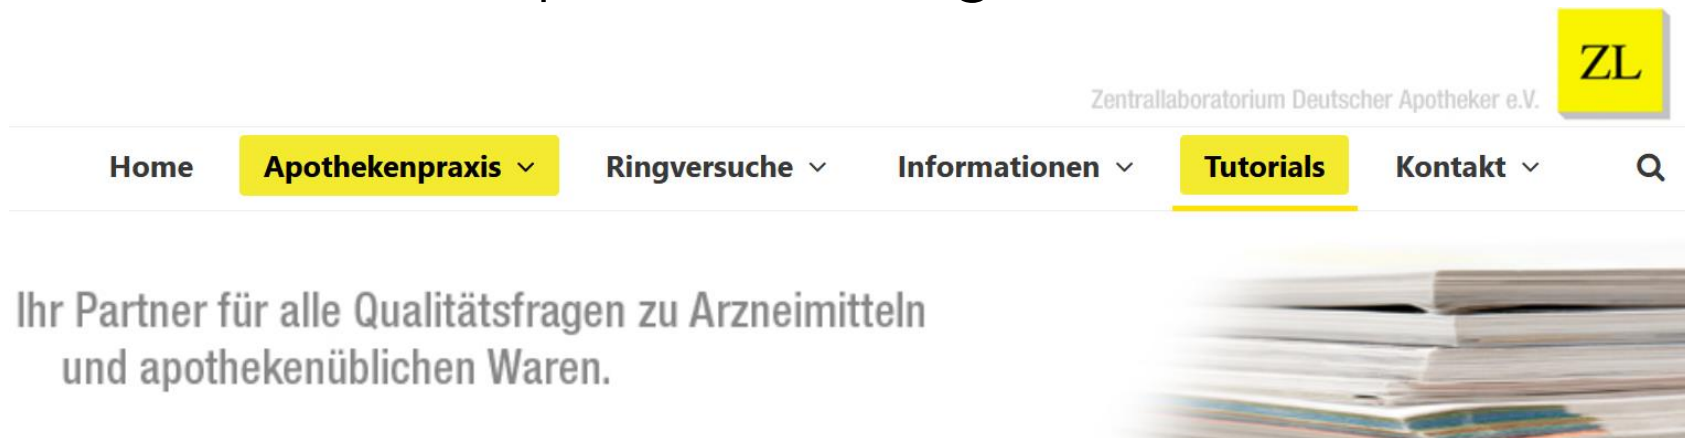 ZL
Zentrallaboratorium Deutscher Apotheker e.V.
Home Apothekenpraxis Ringversuche Informationen Tutorials Kontakt
Ihr Partner für alle Qualitätsfragen zu Arzneimitteln
und apothekenüblichen Waren.